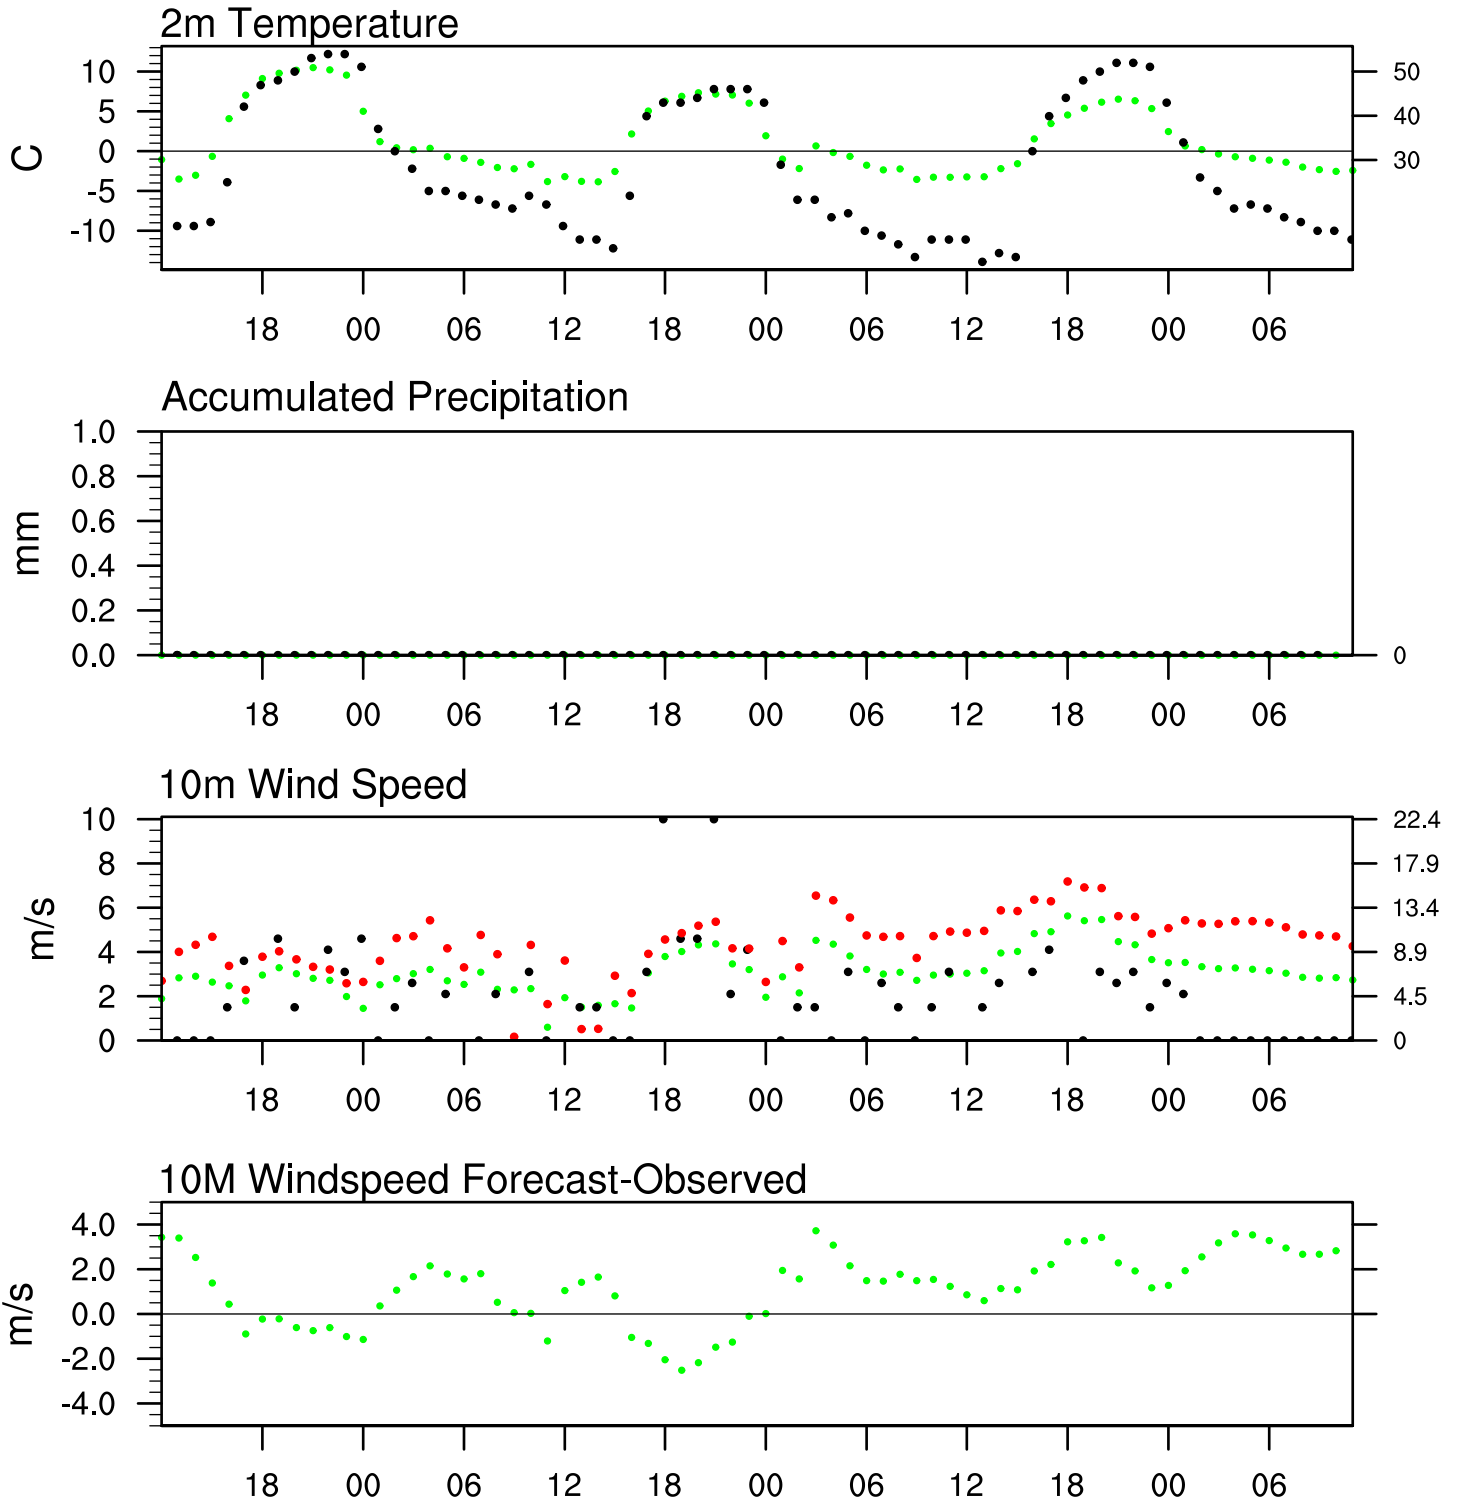 2m Temperature
10
5
0
-5
-10
C
50
40
30
18 00 06 12 18 00 06 12 18 00 06
Accumulated Precipitation
1.0
0.8
0.6
0.4
0.2
0.0
mm
0
18 00 06 12 18 00 06 12 18 00 06
10m Wind Speed
10
8
6
4
2
0
m/s
22.4
17.9
13.4
8.9
4.5
0
18 00 06 12 18 00 06 12 18 00 06
10M Windspeed Forecast-Observed
4.0
2.0
0.0
-2.0
-4.0
m/s
18 00 06 12 18 00 06 12 18 00 06